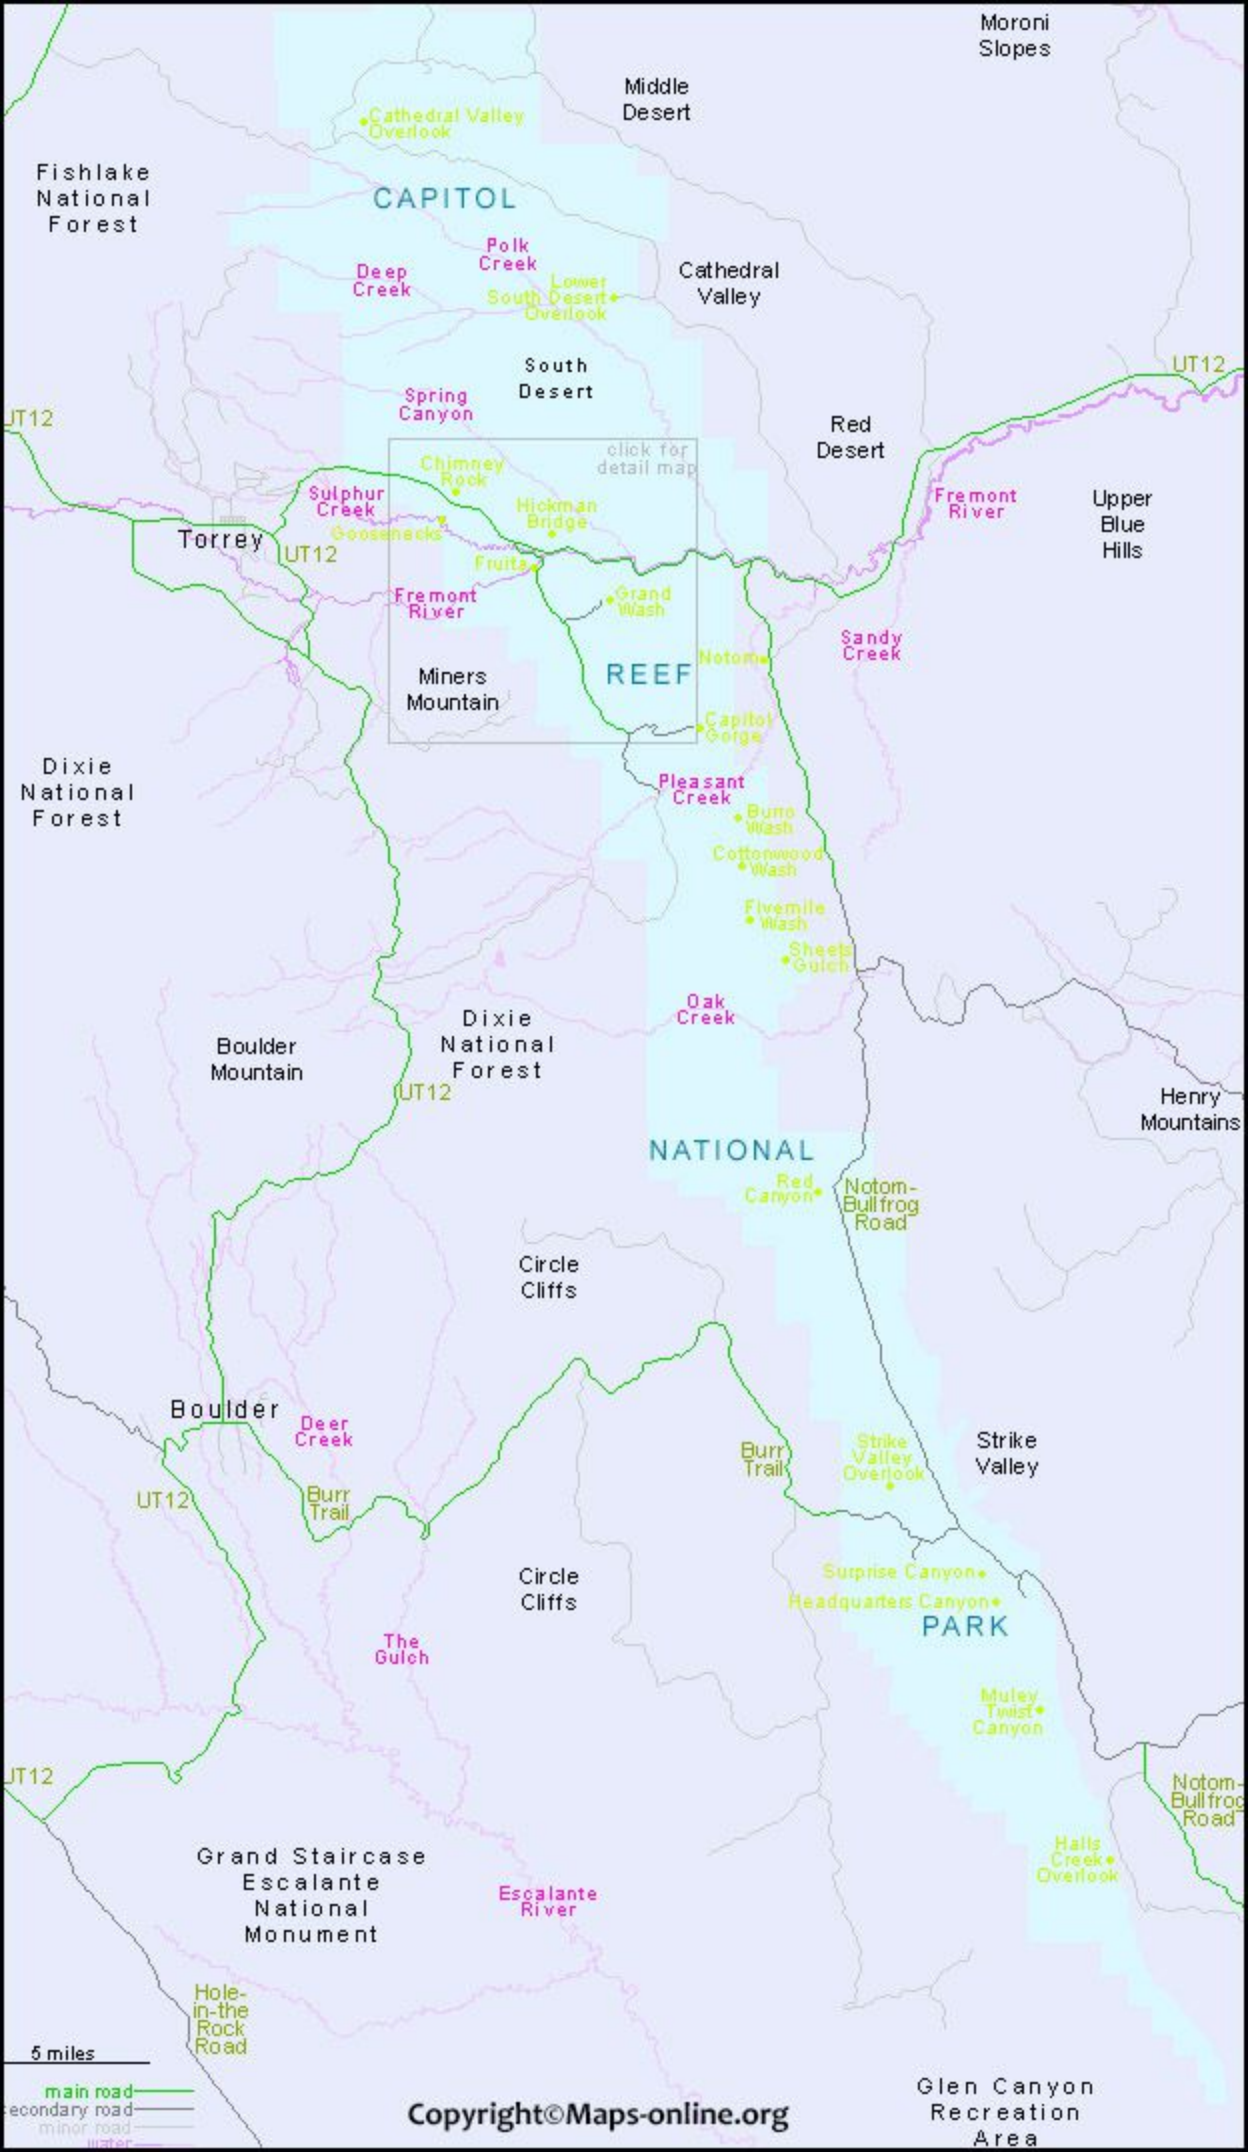 Moroni
Slopes
Middle
Desert
Cathedral Valley
Overlook
Fishlake
National
Forest
CAPITOL
Polk
Creek
Deep
Creek
Lower
South Desert
Overlook
Cathedral
Valley
South
Desert
UT12
Spring
Canyon
UT12
Red
Desert
click for
detail map
Chimney
Rock
Sulphur
Creek
Hickman
Bridge
Fremont
River
Upper
Blue
Hills
Goosenecks
Torrey
UT12
Fruita
Fremont
River
Grand
Wash
Sandy
Creek
Notom
REEF
Miners
Mountain
Capitol
Gorge
Dixie
National
Forest
Pleasant
Creek
Burro
Wash
Cottonwood
Wash
Fivemile
Wash
Sheets
Gulch
Oak
Creek
Dixie
National
Forest
Boulder
Mountain
UT12
Henry
Mountains
NATIONAL
Red
Canyon
Notom-
Bullfrog
Road
Circle
Cliffs
Boulder
Deer
Creek
Burr
Trail
Strike
Valley
Overlook
Strike
Valley
UT12
Burr
Trail
Circle
Cliffs
Surprise Canyon
Headquarters Canyon
PARK
The
Gulch
Muley
Twist
Canyon
UT12
Notom-
Bullfrog
Road
Halls
Creek
Overlook
Grand Staircase
Escalante
National
Monument
Escalante
River
Hole-
in-the
Rock
Road
5 miles
main road
econdary road
minor road
water
Copyright©Maps-online.org
Glen Canyon
Recreation
Area